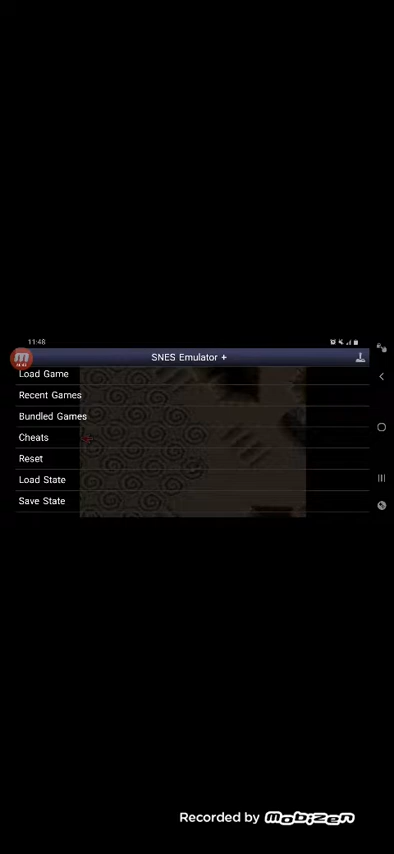 11:48
SNES Emulator +
Load Game
Recent Games
Bundled Games
Cheats
Reset
Load State
Save State
Recorded by Mobizen